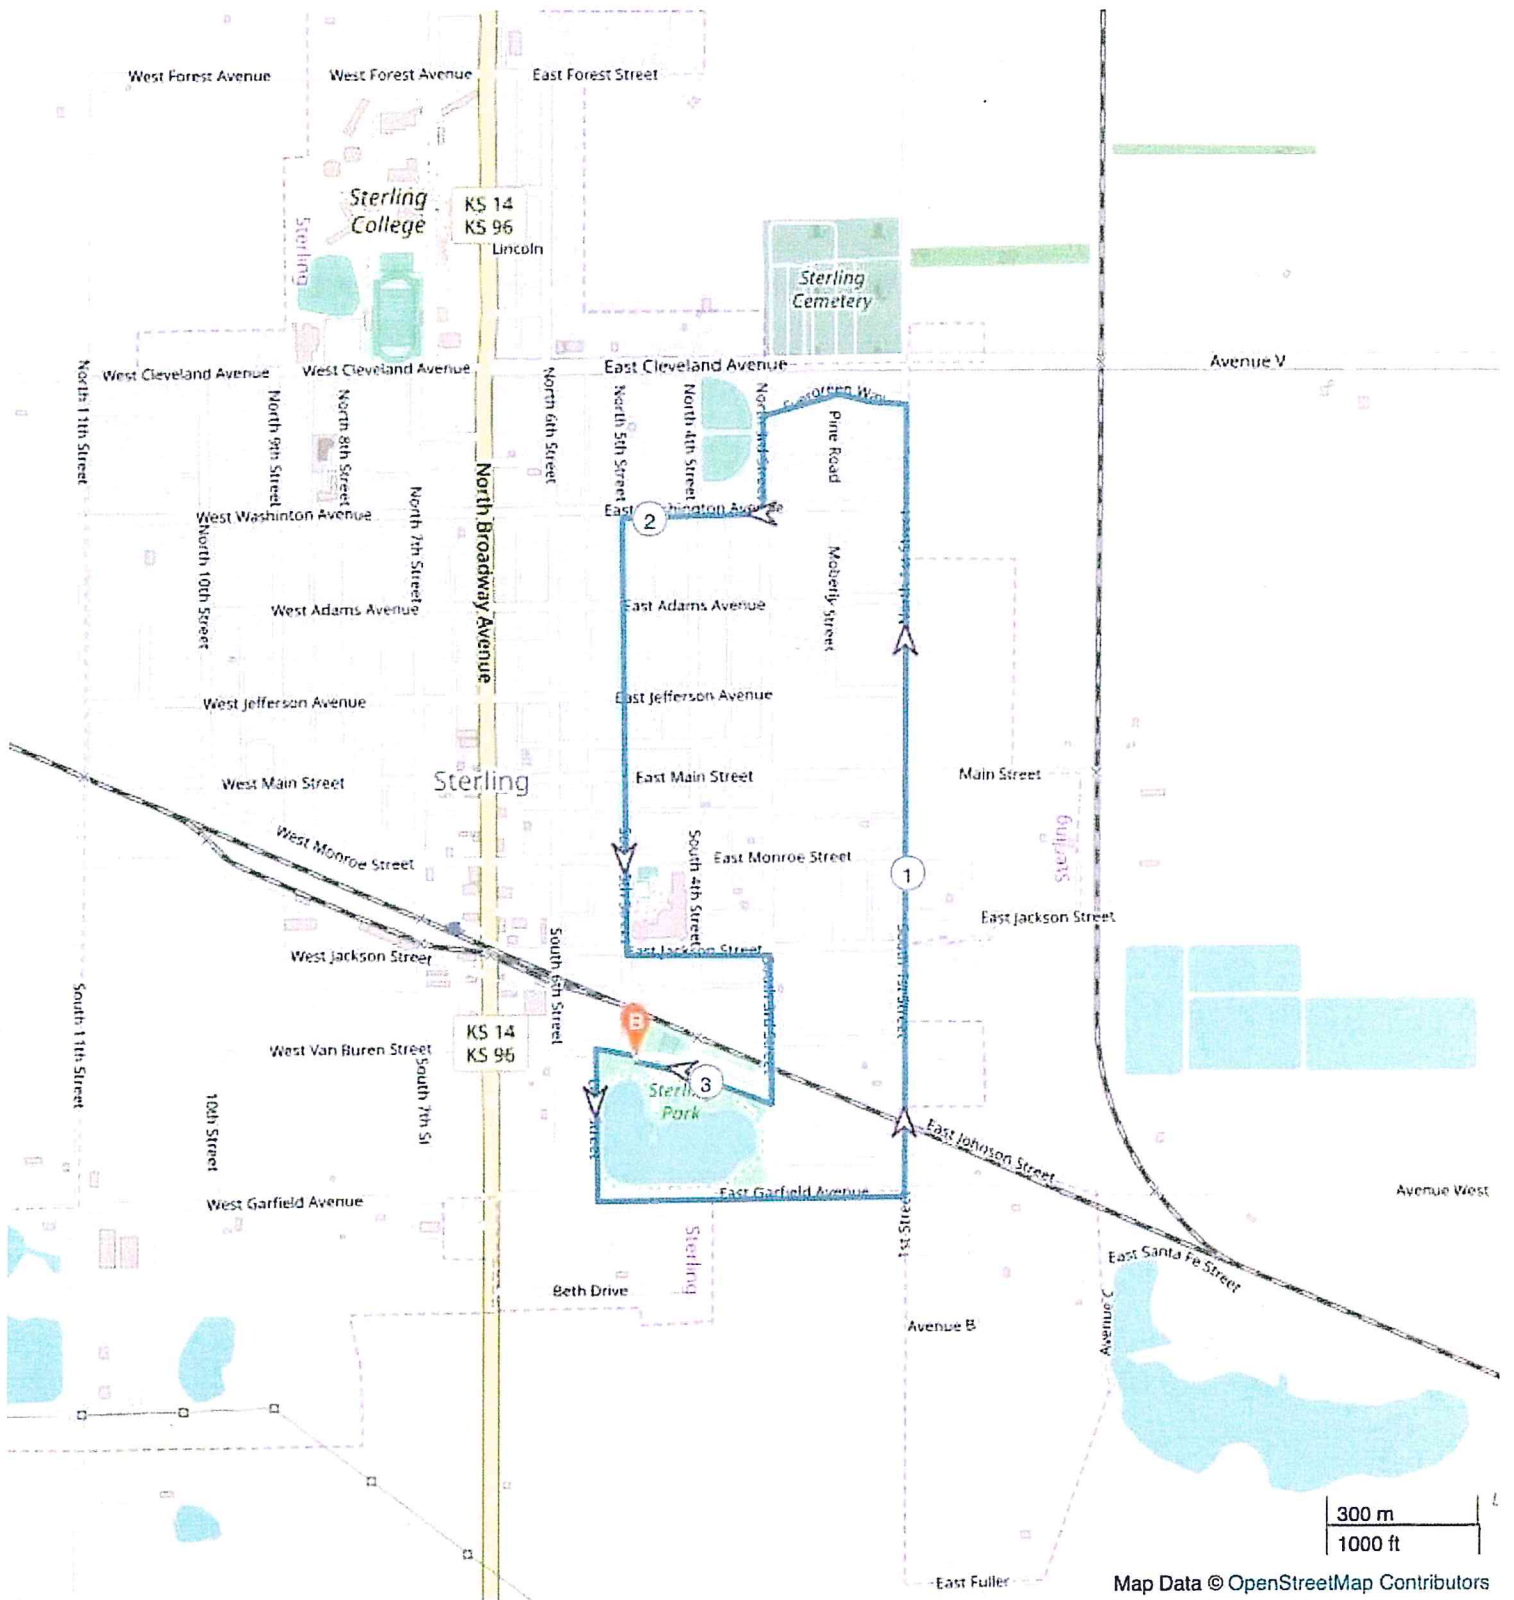 West Forest Avenue
West Forest Avenue
East Forest Street
Sterling
College
KS 14
KS 96
Lincoln
Sterling
Sterling
Cemetery
North 11th Street
West Cleveland Avenue
West Cleveland Avenue
East Cleveland Avenue
Avenue V
North 9th Street
North 8th Street
North 6th Street
North 5th Street
North 4th Street
Pine Road
North Broadway Avenue
North 7th Street
West Washinton Avenue
2
North 10th Street
Moberly Street
West Adams Avenue
East Adams Avenue
West Jefferson Avenue
East Jefferson Avenue
West Main Street
Sterling
East Main Street
Main Street
West Monroe Street
South 4th Street
East Monroe Street
1
Sterling
East Jackson Street
West Jackson Street
South 6th Street
East Jackson Street
South 11th Street
B
KS 14
KS 96
West Van Buren Street
South 7th St
3
Park
10th Street
East Johnson Street
West Garfield Avenue
East Garfield Avenue
Avenue West
Sterling
East Santa Fe Street
Beth Drive
Avenue B
Avenue C
300 m
1000 ft
East Fuller
Map Data © OpenStreetMap Contributors